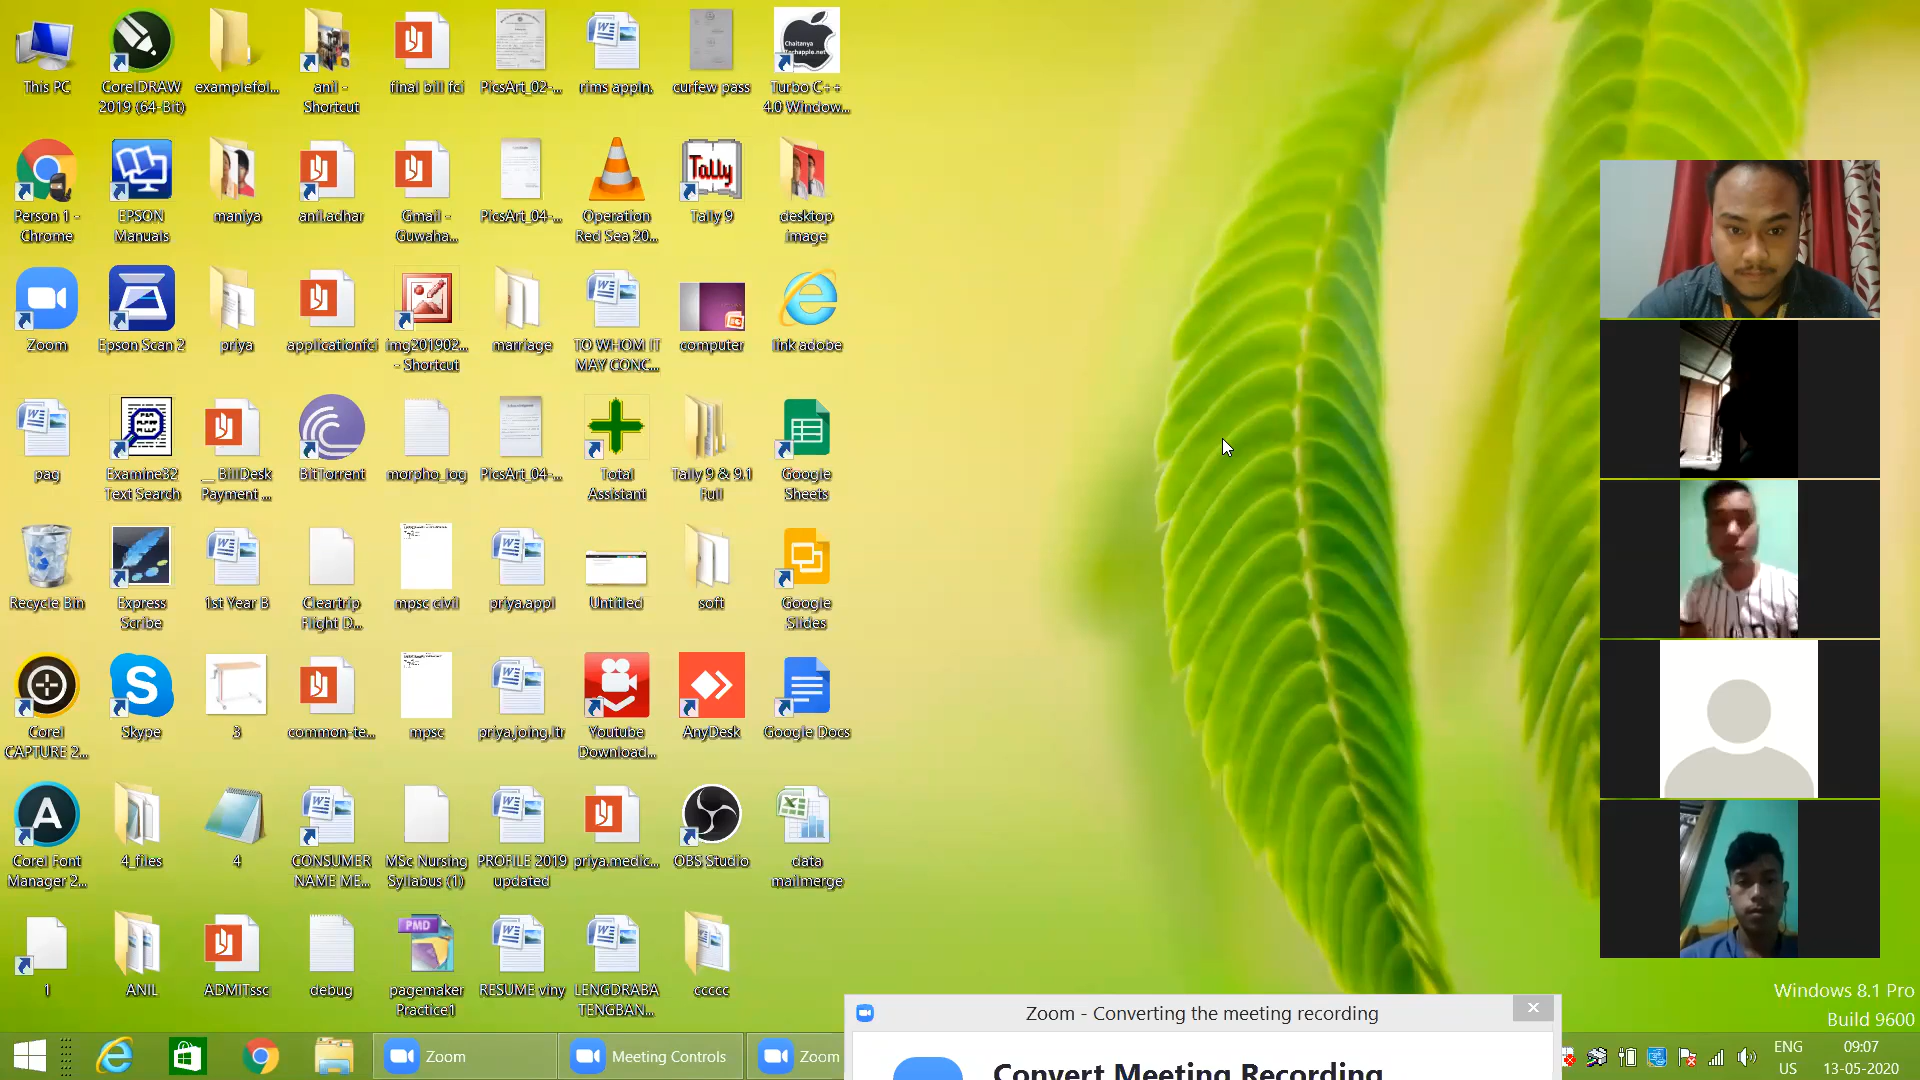 This PC
CorelDRAW
2019 (64-Bit)
examplefol...
anil -
Shortcut
final bill fci
PicsArt_02-...
rims appin.
curfew pass
Chaitanya
Techapple.net
Turbo C++
4.0 Window...
Person 1 -
Chrome
EPSON
Manuals
maniya
anil.adhar
Gmail -
Guwaha...
PicsArt_04-...
Operation
Red Sea 20...
Tally
Tally 9
desktop
image
Zoom
Epson Scan 2
priya
applicationfci
img201902...
- Shortcut
marriage
TO WHOM IT
MAY CONC...
computer
link adobe
pag
Examine32
Text Search
__ BillDesk
Payment ...
BitTorrent
morpho_log
PicsArt_04-...
Total
Assistant
Tally 9 & 9.1
Full
Google
Sheets
Recycle Bin
Express
Scribe
1st Year B
Cleartrip
Flight D...
mpsc civil
priya.appl
Untitled
soft
Google
Slides
Corel
CAPTURE 2...
Skype
3
common-te...
mpsc
priya.joing.ltr
Youtube
Download...
AnyDesk
Google Docs
Corel Font
Manager 2...
4_files
4
CONSUMER
NAME ME...
MSc Nursing
Syllabus (1)
PROFILE 2019
updated
priya.medic...
OBS Studio
data
mailmerge
1
ANIL
ADMITssc
debug
PMD
pagemaker
Practice1
RESUME viny
LENGDRABA
TENGBAN...
ccccc
Windows 8.1 Pro
Build 9600
Zoom - Converting the meeting recording
Convert Meeting Recording
Zoom
Meeting Controls
Zoom
ENG
US
09:07
13-05-2020